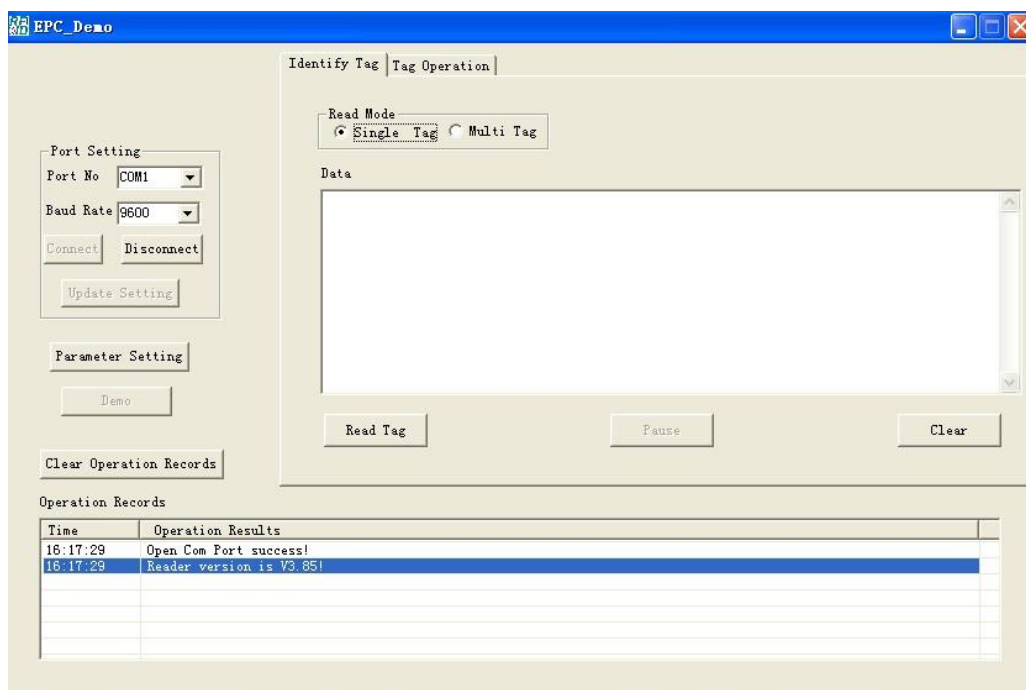 EPC_Demo
Identify Tag
Tag Operation
Read Mode
Single Tag
Multi Tag
Port Setting
Port No
COM1
Baud Rate
9600
Connect
Disconnect
Update Setting
Parameter Setting
Demo
Clear Operation Records
Data
Read Tag
Pause
Clear
Operation Records
Time Operation Results
16:17:29 Open Com Port success!
16:17:29 Reader version is V3.85!